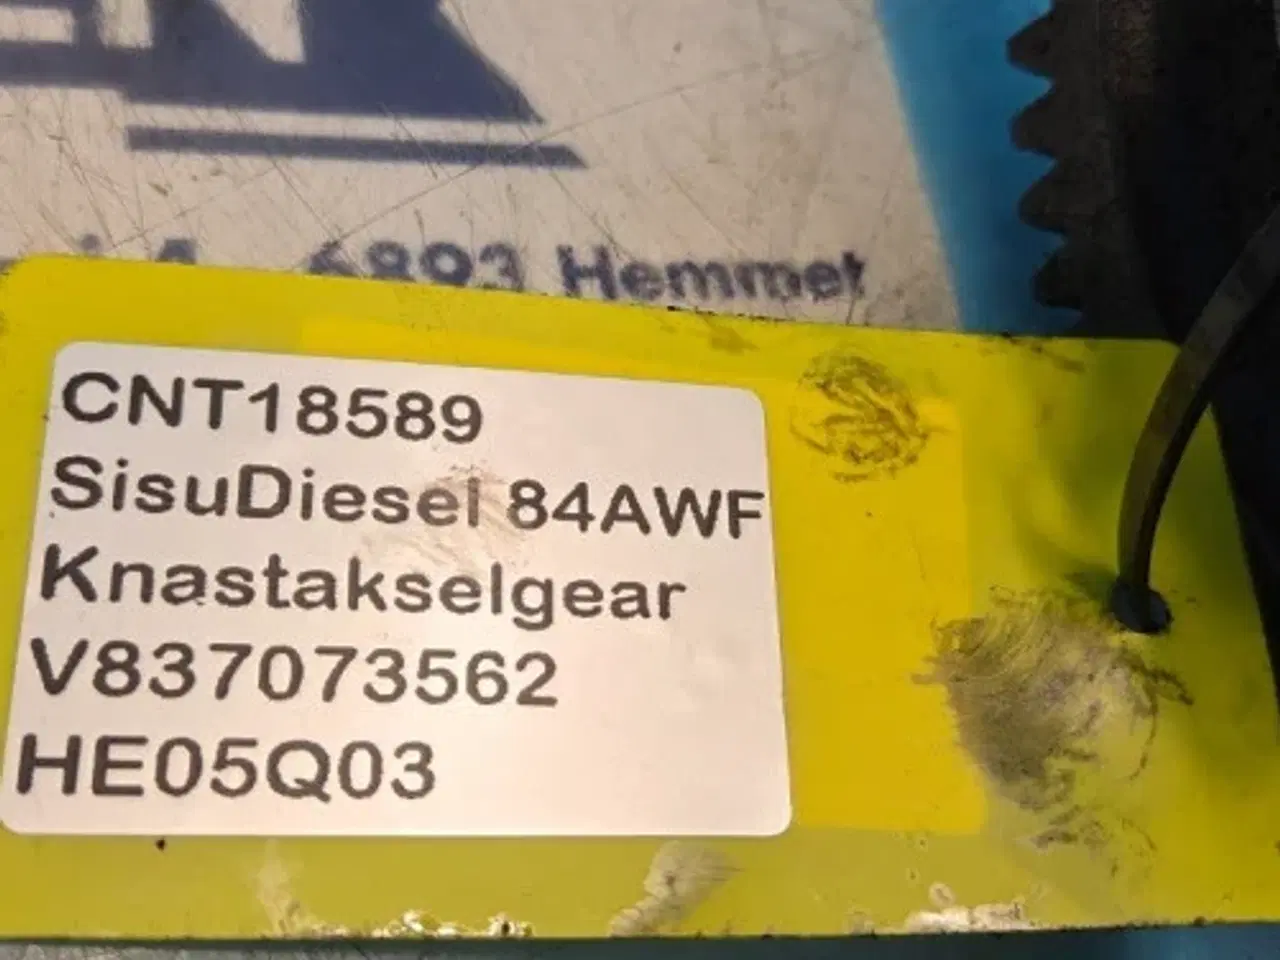 6893 Hemmet
CNT18589
SisuDiesel 84AWF
Knastakselgear
V837073562
HE05Q03